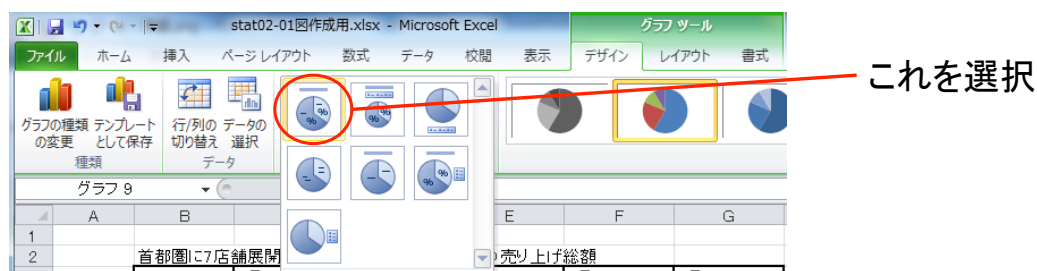 stat02-01図作成用.xlsx - Microsoft Excel
グラフ ツール
ファイル ホーム 挿入 ページ レイアウト 数式 データ 校閲 表示 デザイン レイアウト 書式
これを選択
グラフの種類の変更
テンプレートとして保存
行/列の切り替え
データの選択
種類
データ
グラフ 9
A B E F G
1
2 首都圏に7店舗展開 売り上げ総額